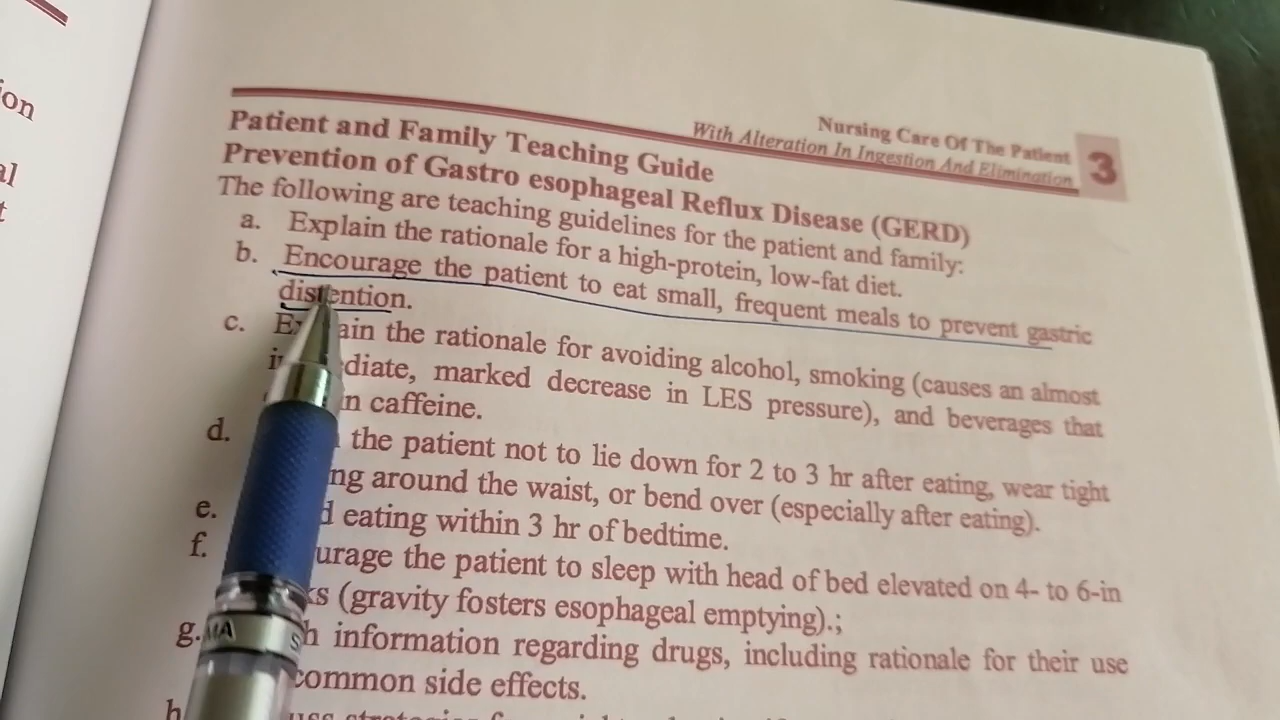 ion
al
t
Nursing Care Of The Patient
With Alteration In Ingestion And Elimination
3
Patient and Family Teaching Guide
Prevention of Gastro esophageal Reflux Disease (GERD)
The following are teaching guidelines for the patient and family:
a. Explain the rationale for a high-protein, low-fat diet.
b. Encourage the patient to eat small, frequent meals to prevent gastric
distention.
c. Explain the rationale for avoiding alcohol, smoking (causes an almost
diate, marked decrease in LES pressure), and beverages that
n caffeine.
d. the patient not to lie down for 2 to 3 hr after eating, wear tight
ng around the waist, or bend over (especially after eating).
e. d eating within 3 hr of bedtime.
f. urage the patient to sleep with head of bed elevated on 4- to 6-in
ks (gravity fosters esophageal emptying).;
g. h information regarding drugs, including rationale for their use
common side effects.
h